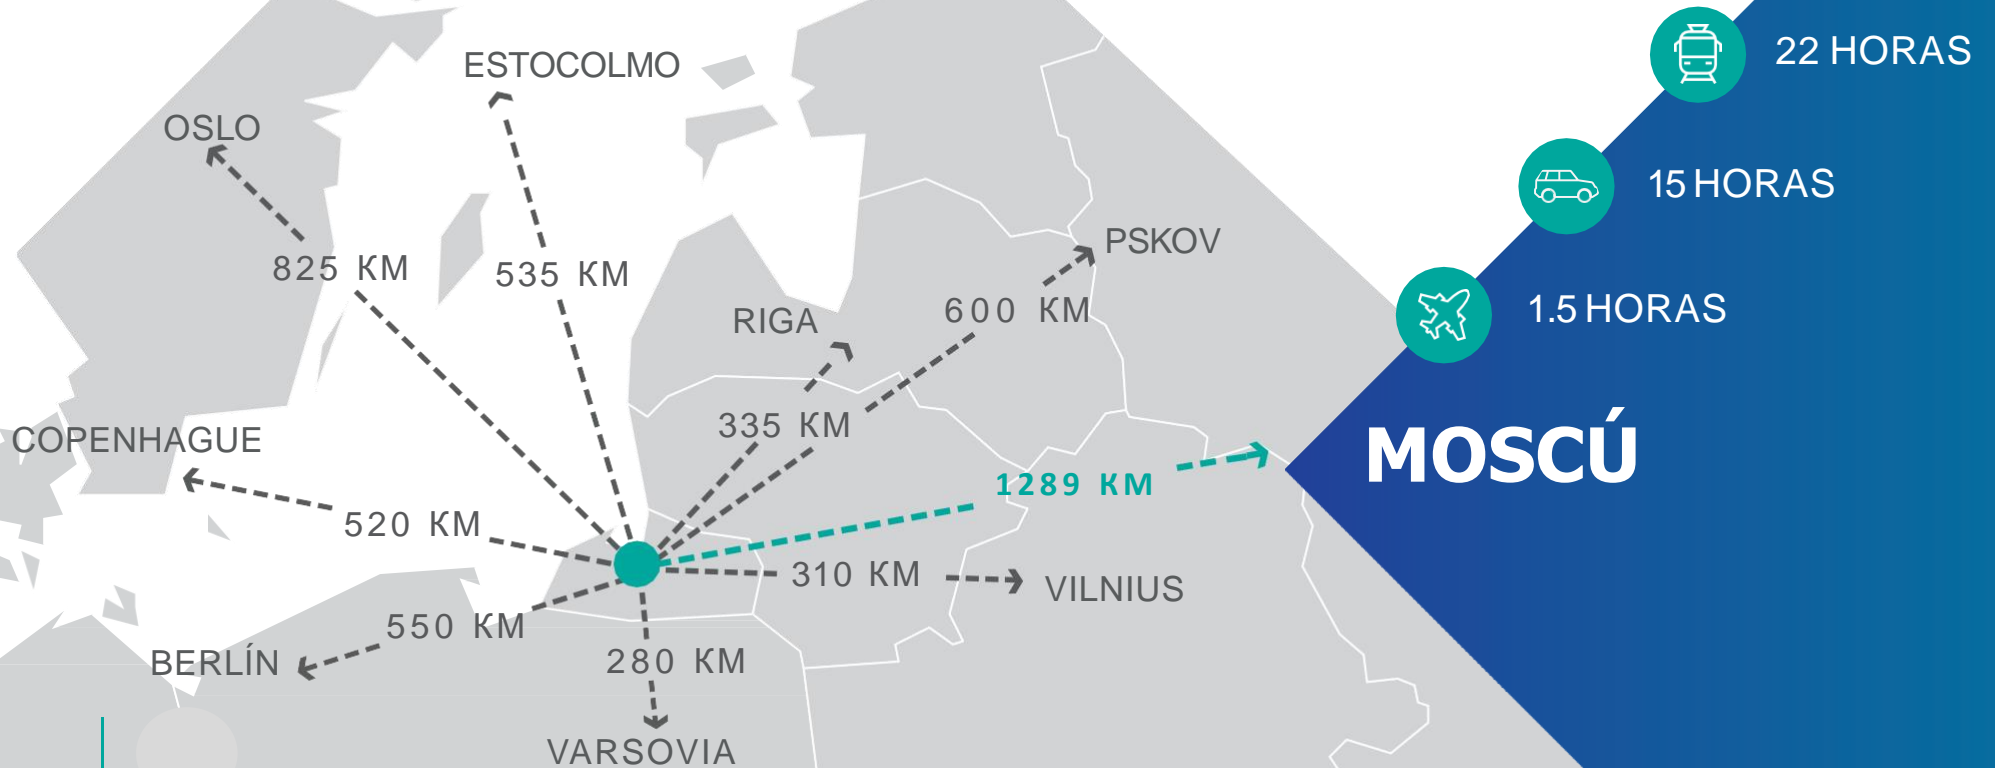 22 HORAS
ESTOCOLMO
OSLO
15 HORAS
PSKOV
825 KM
535 KM
RIGA
600 KM
1.5 HORAS
335 KM
COPENHAGUE
MOSCÚ
1289 KM
520 KM
310 KM
VILNIUS
550 KM
BERLÍN
280 KM
VARSOVIA